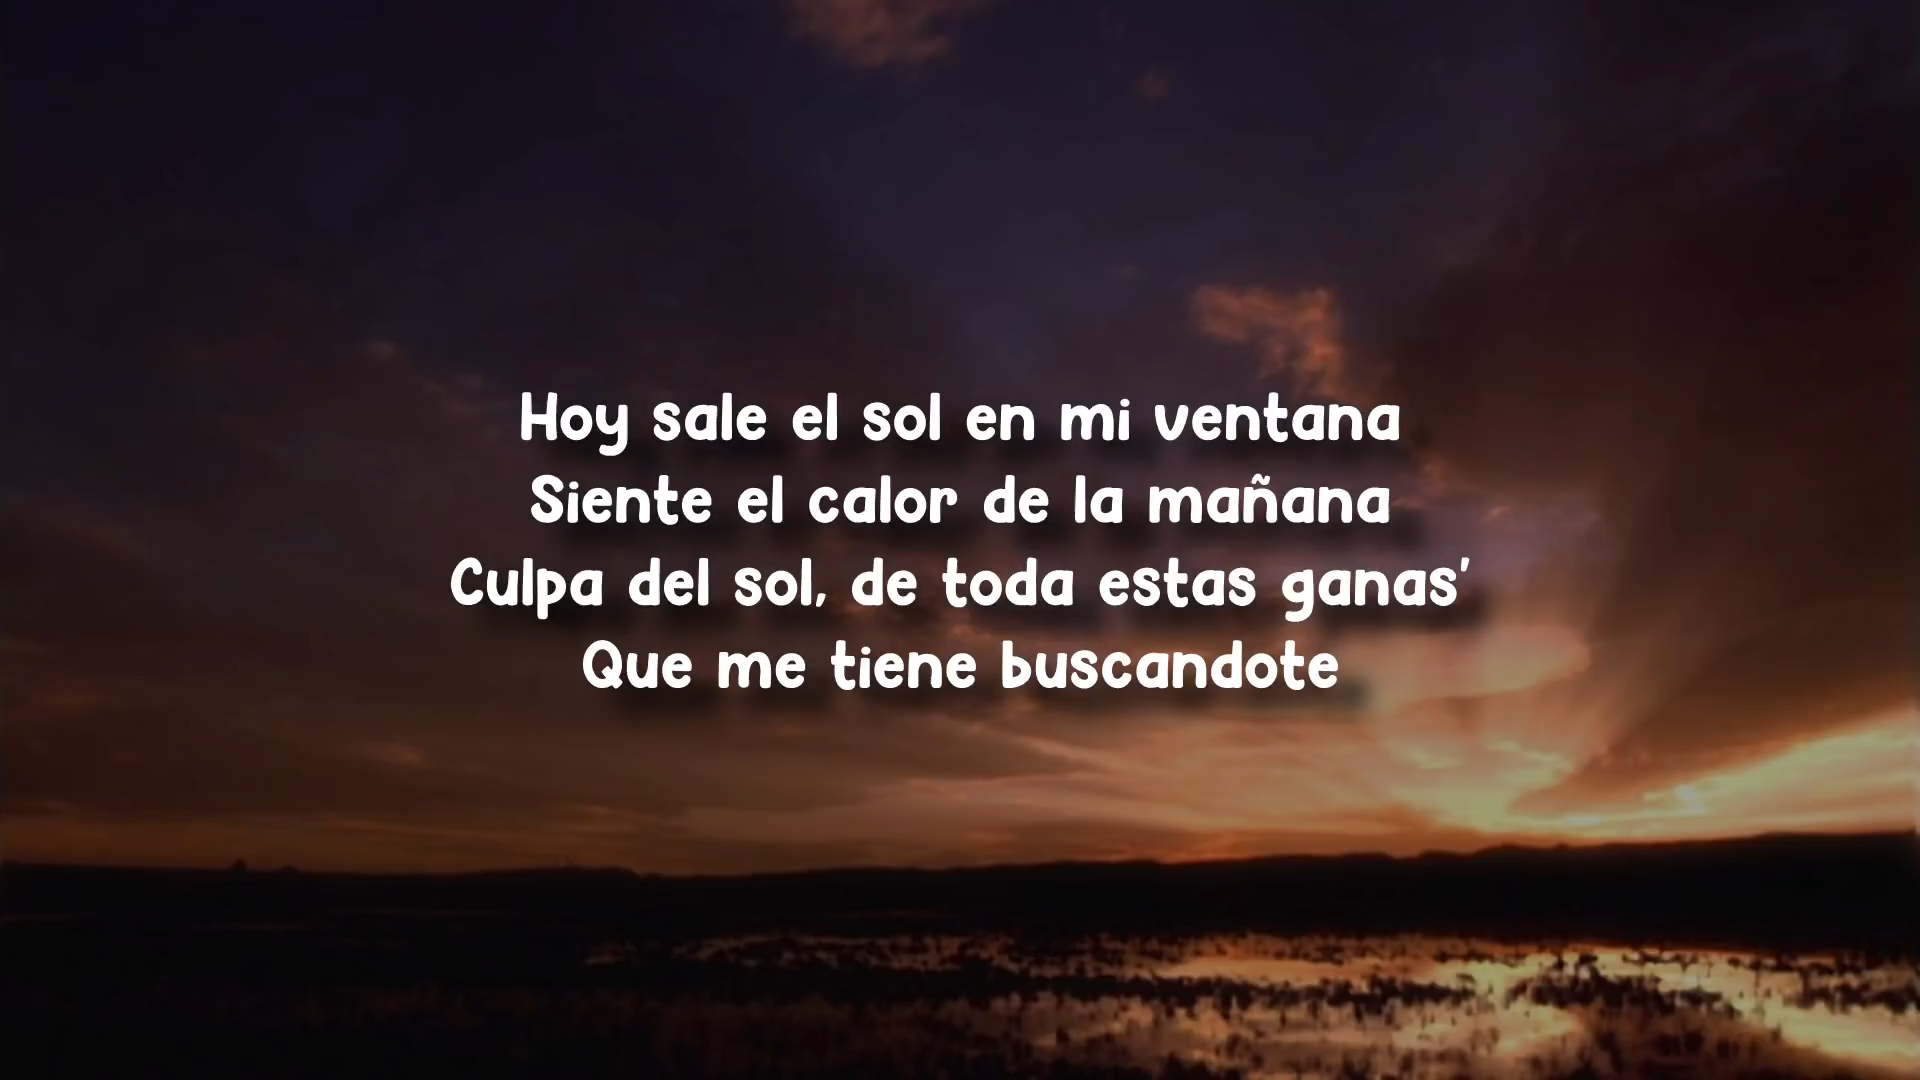 Hoy sale el sol en mi ventana
Siente el calor de la mañana
Culpa del sol, de toda estas ganas'
Que me tiene buscandote